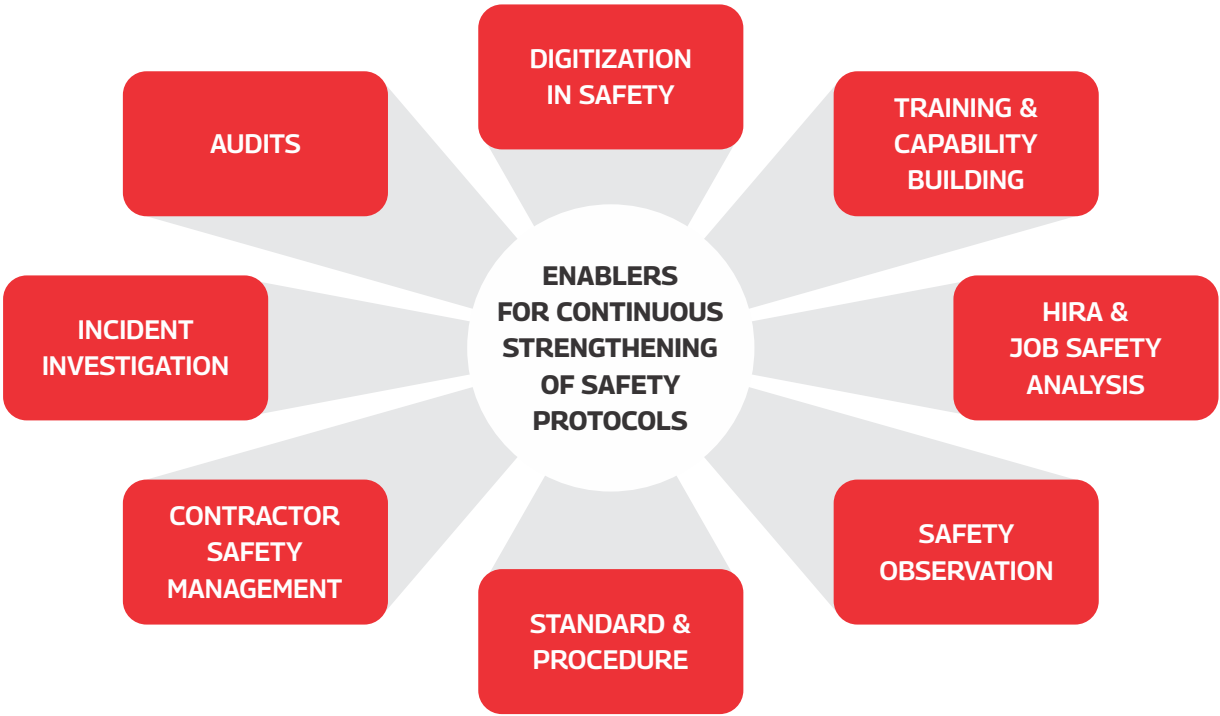 DIGITIZATION
IN SAFETY
TRAINING &
CAPABILITY
BUILDING
AUDITS
ENABLERS
FOR CONTINUOUS
STRENGTHENING
OF SAFETY
PROTOCOLS
HIRA &
JOB SAFETY
ANALYSIS
INCIDENT
INVESTIGATION
CONTRACTOR
SAFETY
MANAGEMENT
SAFETY
OBSERVATION
STANDARD &
PROCEDURE